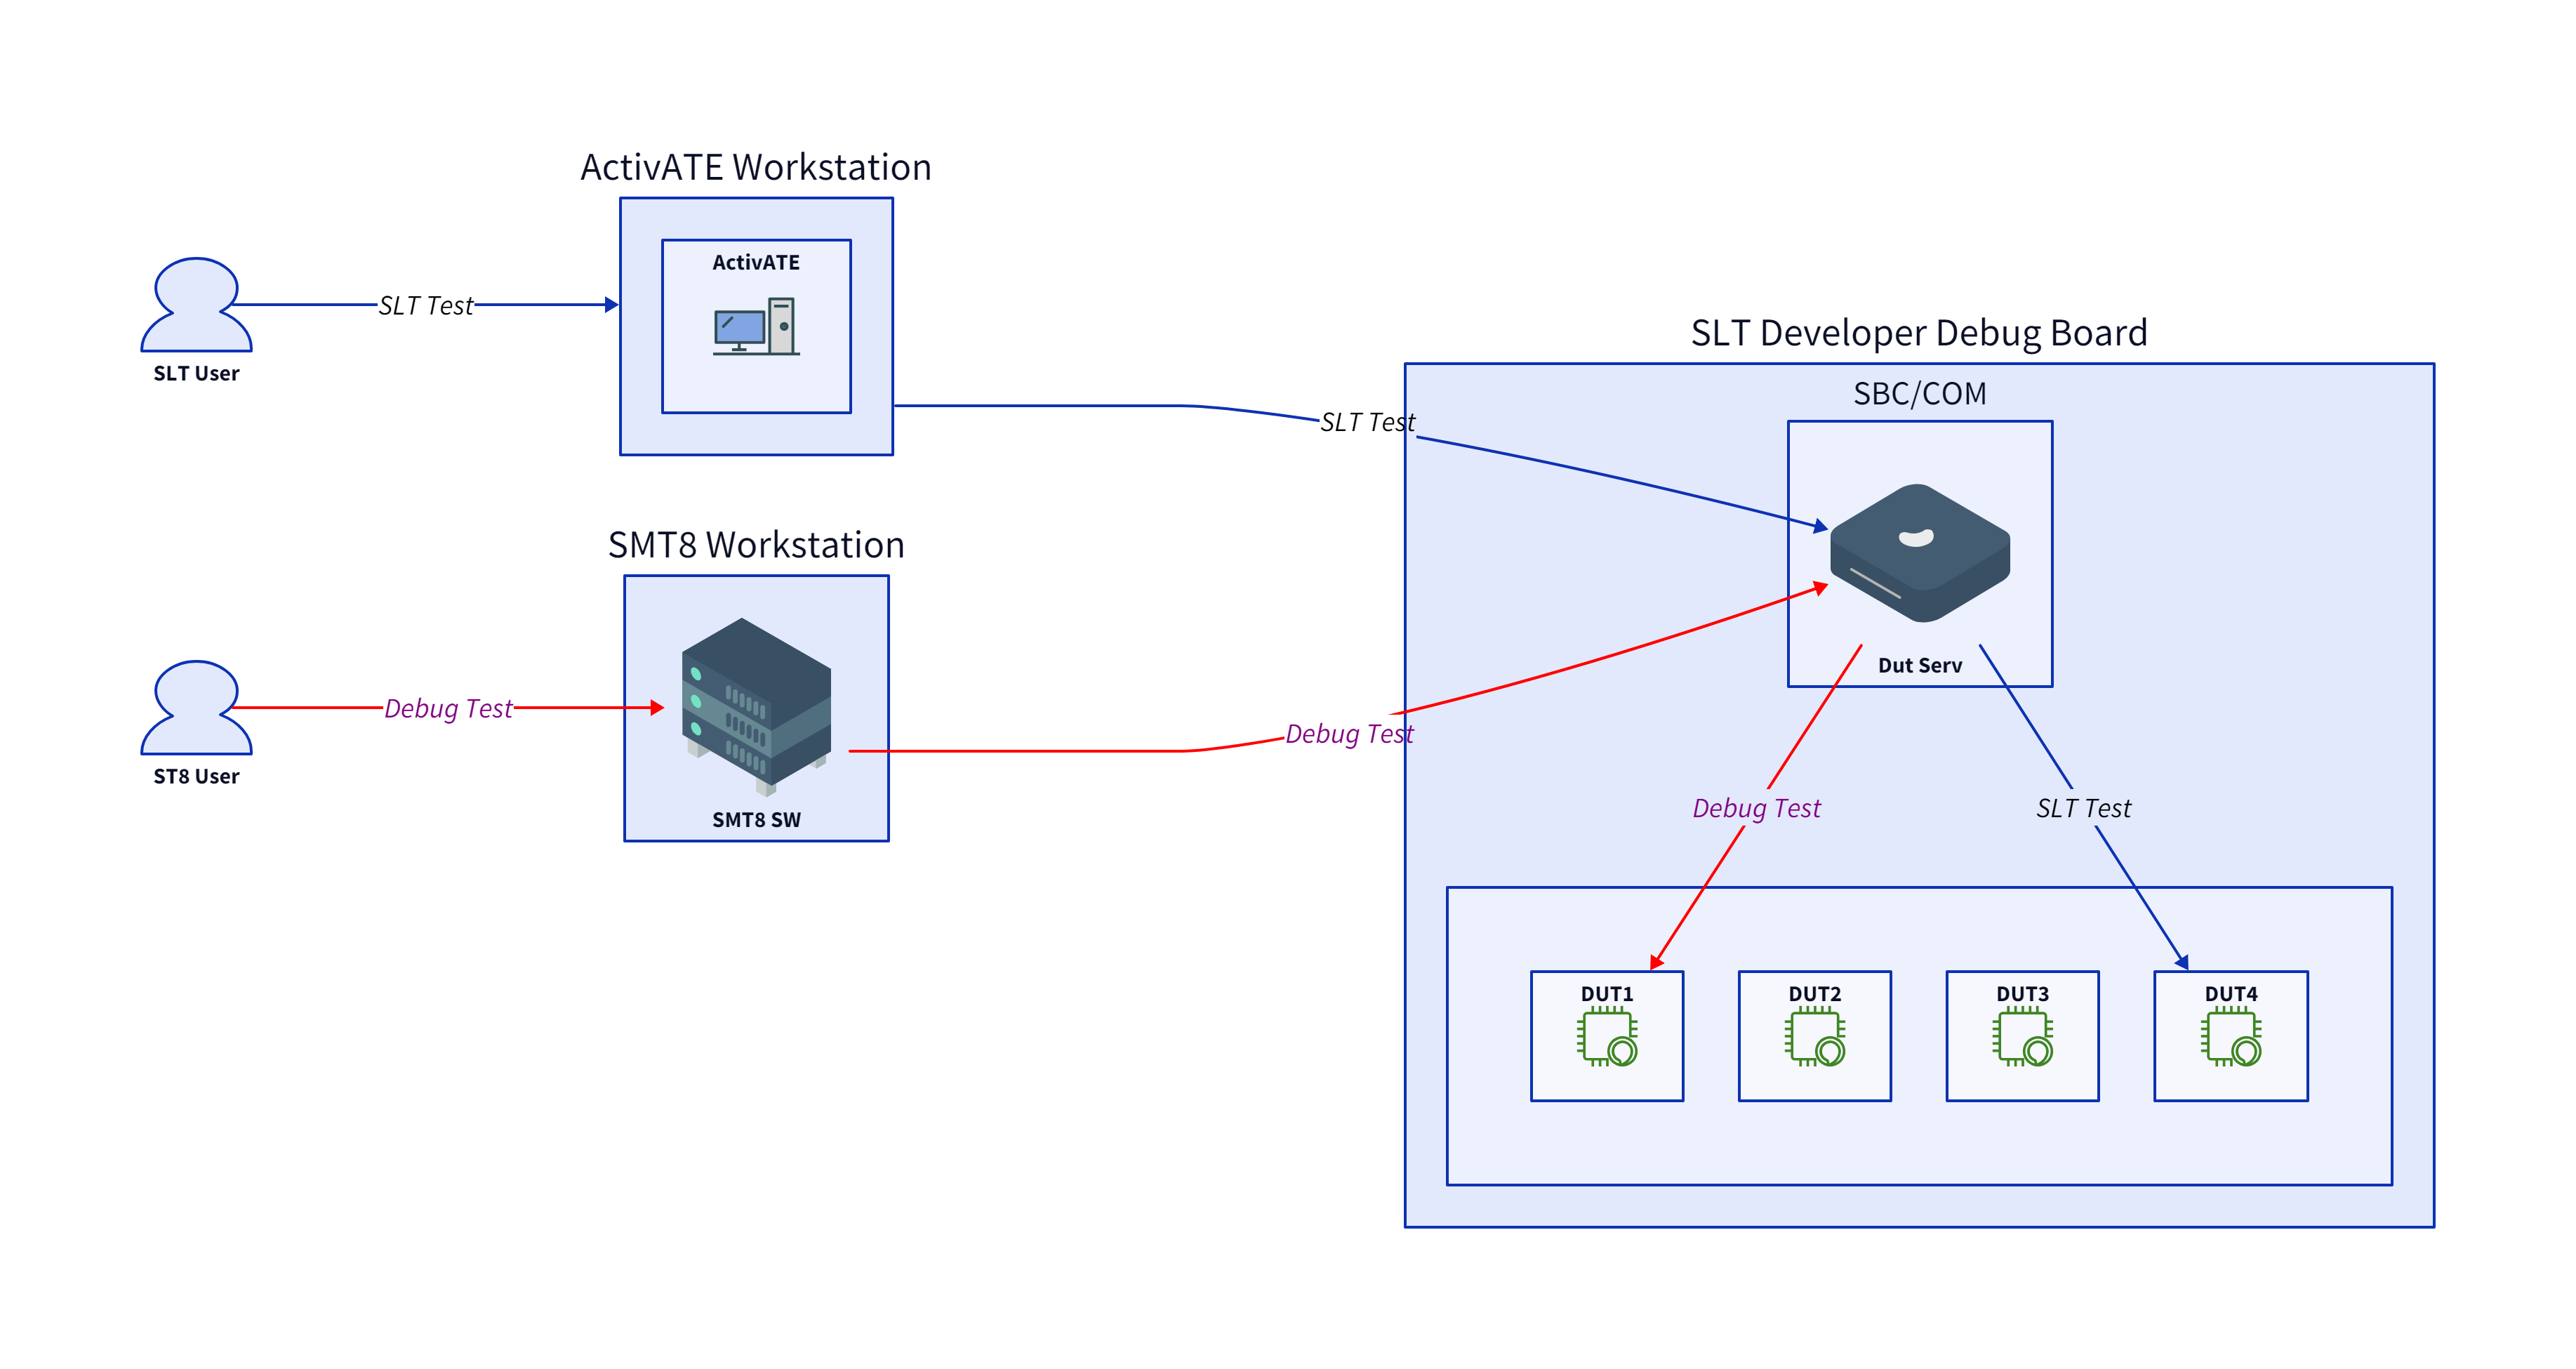 ActivATE Workstation
ActivATE
SLT Test
SLT User
SLT Developer Debug Board
SBC/COM
SLT Test
SMT8 Workstation
Dut Serv
Debug Test
Debug Test
ST8 User
SMT8 SW
Debug Test
SLT Test
DUT1
DUT2
DUT3
DUT4